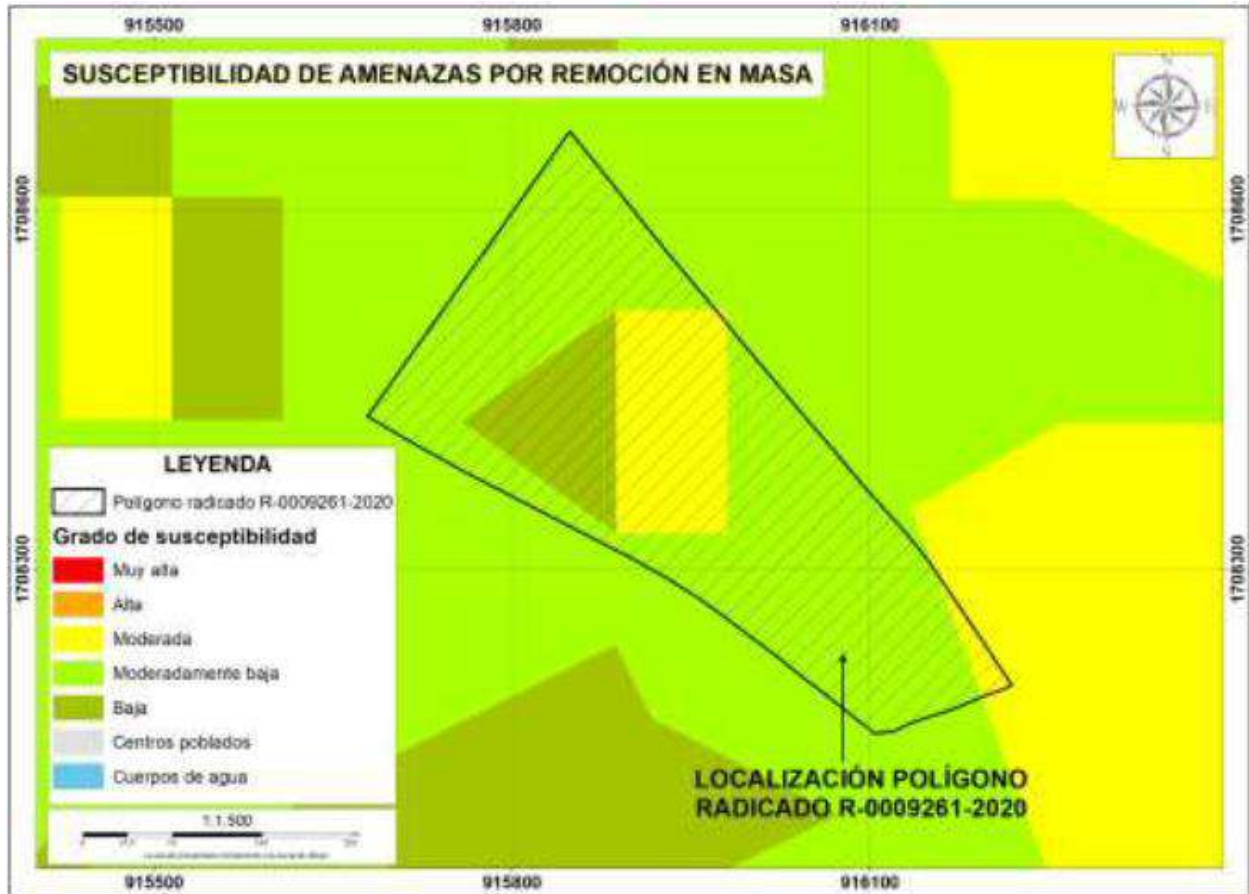 915500 915800 916100
SUSCEPTIBILIDAD DE AMENAZAS POR REMOCIÓN EN MASA
N
W E
S
1708600 1708600
LEYENDA
Polígono radicado R-0009261-2020
Grado de susceptibilidad
Muy alta
Alta
Moderada
Moderadamente baja
Baja
Centros poblados
Cuerpos de agua
1708300 1708300
LOCALIZACIÓN POLÍGONO
RADICADO R-0009261-2020
1:1.500
915500 915800 916100